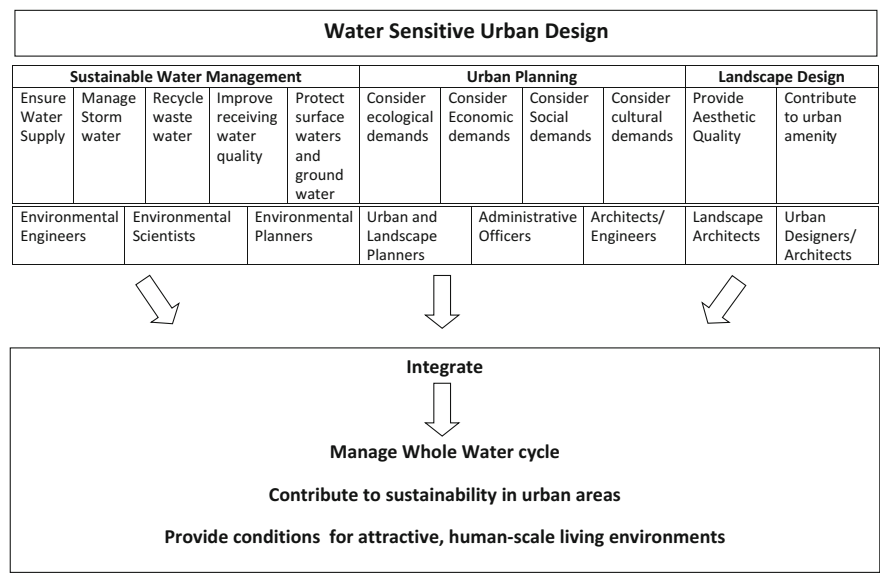 Water Sensitive Urban Design
Sustainable Water Management
Urban Planning
Landscape Design
Ensure
Water
Supply
Manage
Storm
water
Recycle
waste
water
Improve
receiving
water
quality
Protect
surface
waters
and
ground
water
Consider
ecological
demands
Consider
Economic
demands
Consider
Social
demands
Consider
cultural
demands
Provide
Aesthetic
Quality
Contribute
to urban
amenity
Environmental
Engineers
Environmental
Scientists
Environmental
Planners
Urban and
Landscape
Planners
Administrative
Officers
Architects/
Engineers
Landscape
Architects
Urban
Designers/
Architects
Integrate
Manage Whole Water cycle
Contribute to sustainability in urban areas
Provide conditions for attractive, human-scale living environments